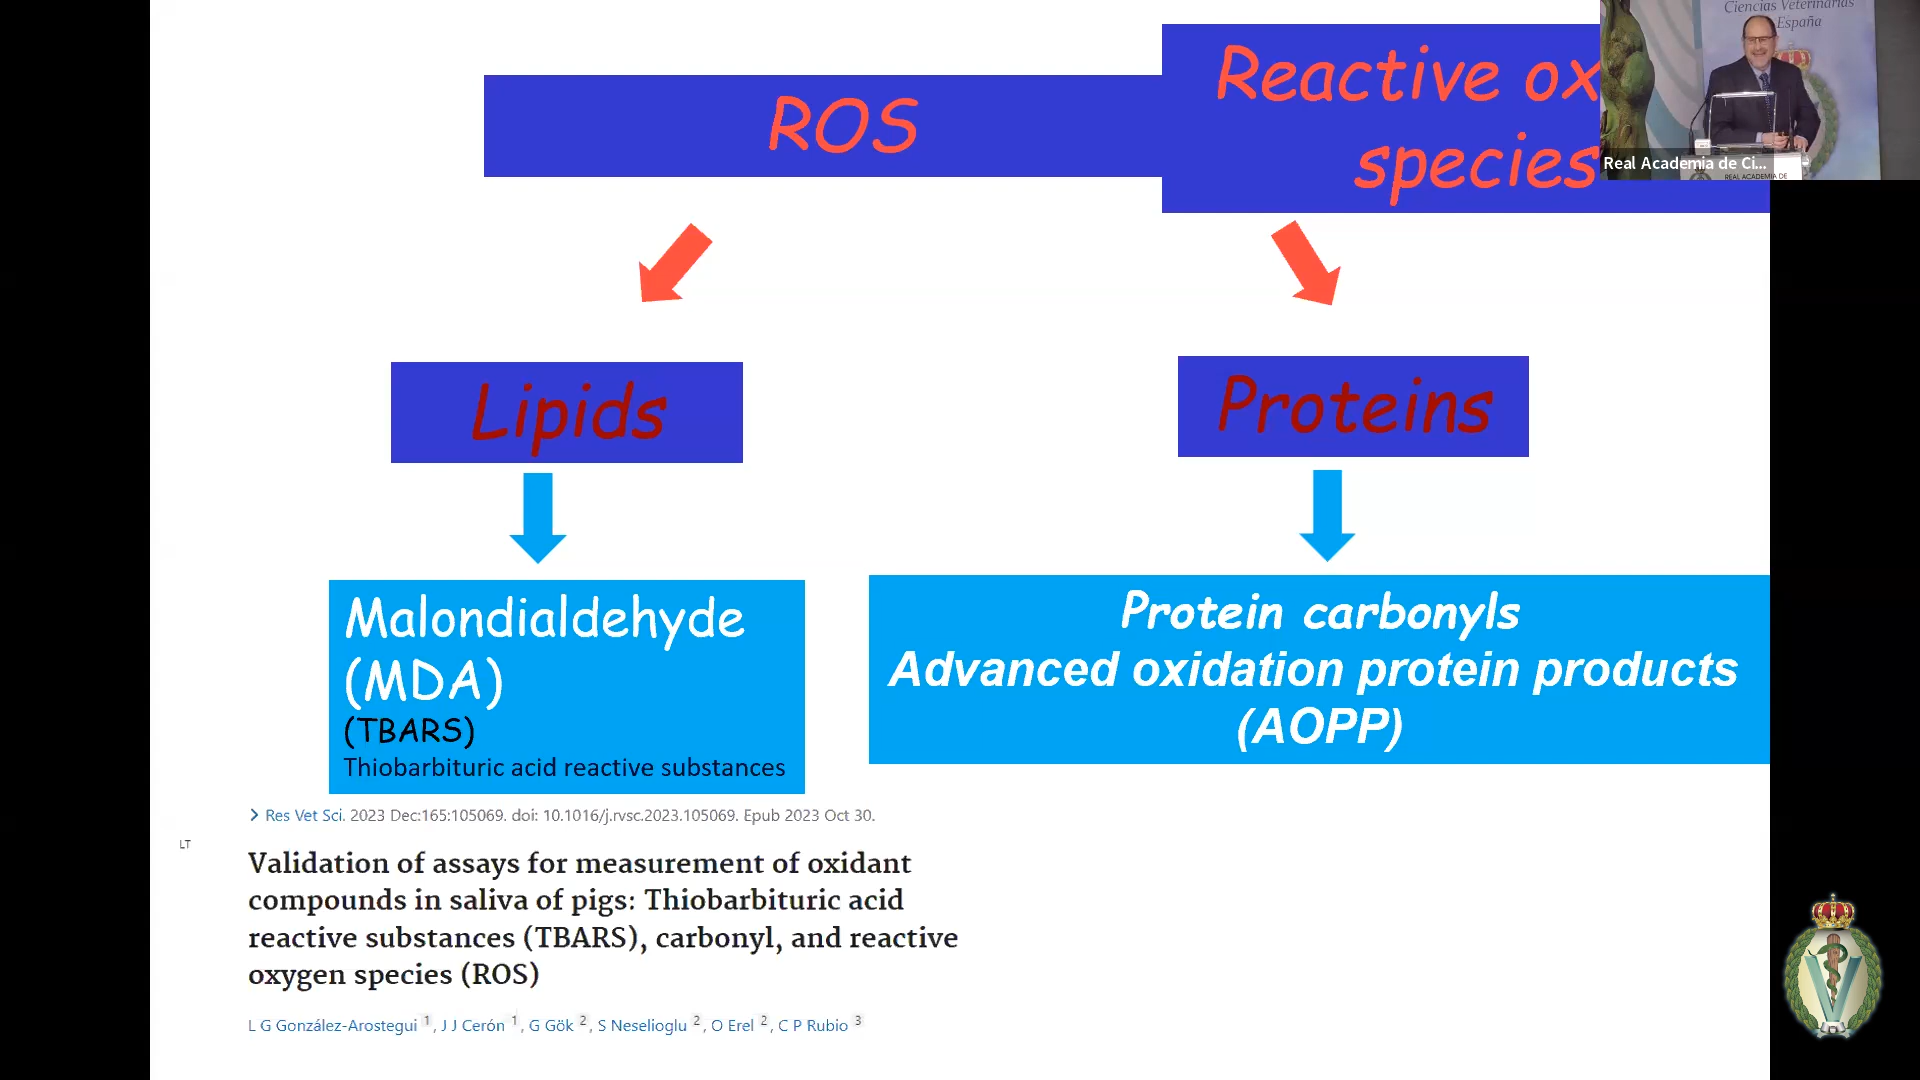 Ciencias Veterinarias
España
ROS
Reactive ox
species
Real Academia de Ci...
REAL ACADEMIA DE
Lipids
Proteins
Malondialdehyde
(MDA)
(TBARS)
Thiobarbituric acid reactive substances
Protein carbonyls
Advanced oxidation protein products
(AOPP)
> Res Vet Sci. 2023 Dec:165:105069. doi: 10.1016/j.rvsc.2023.105069. Epub 2023 Oct 30.
LT
Validation of assays for measurement of oxidant
compounds in saliva of pigs: Thiobarbituric acid
reactive substances (TBARS), carbonyl, and reactive
oxygen species (ROS)
L G González-Arostegui 1, J J Cerón 1, G Gök 2, S Neselioglu 2, O Erel 2, C P Rubio 3